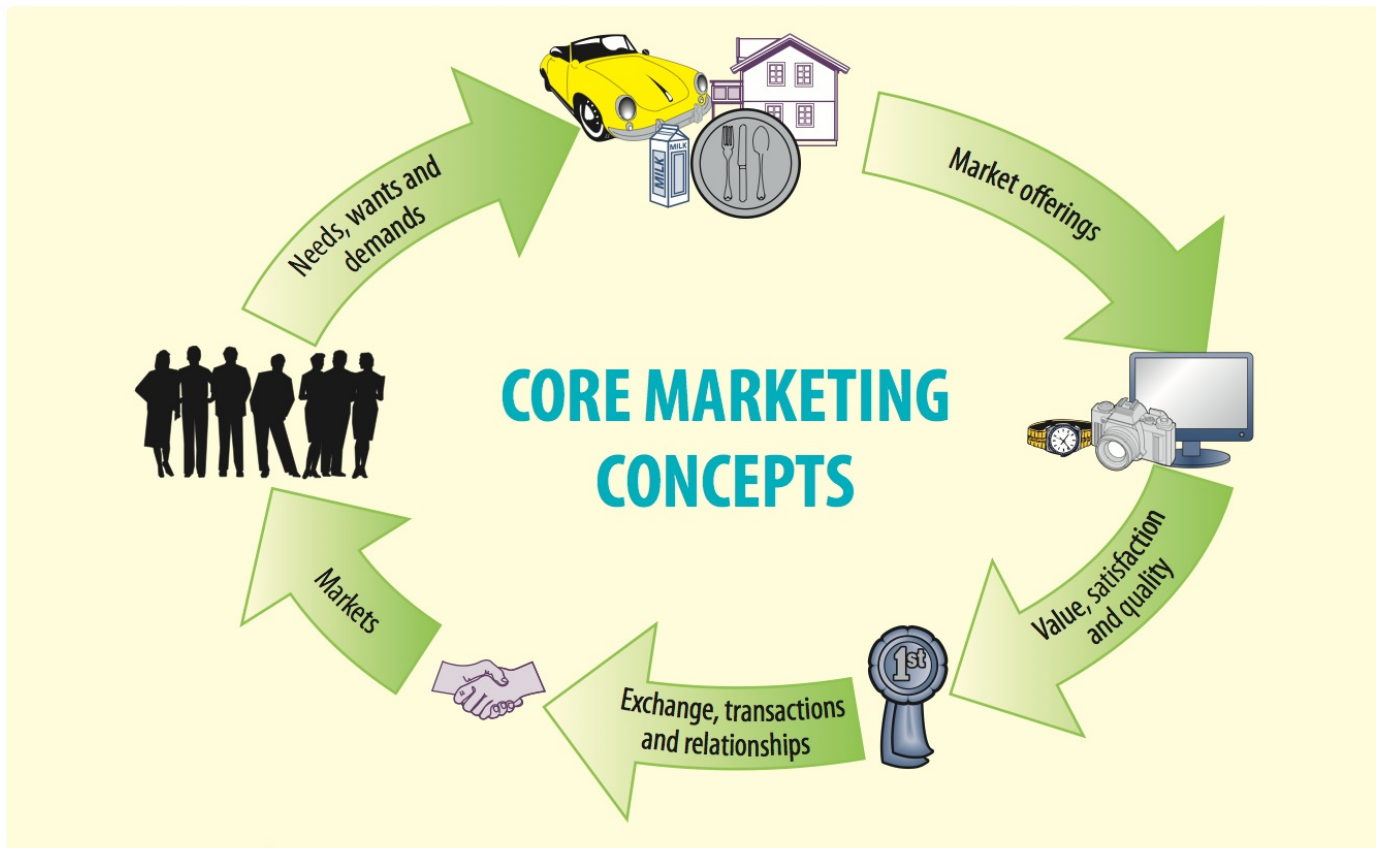 Needs, wants and
demands
MILK
MILK
Market offerings
CORE MARKETING
CONCEPTS
Value, satisfaction
and quality
1st
Exchange, transactions
and relationships
Markets